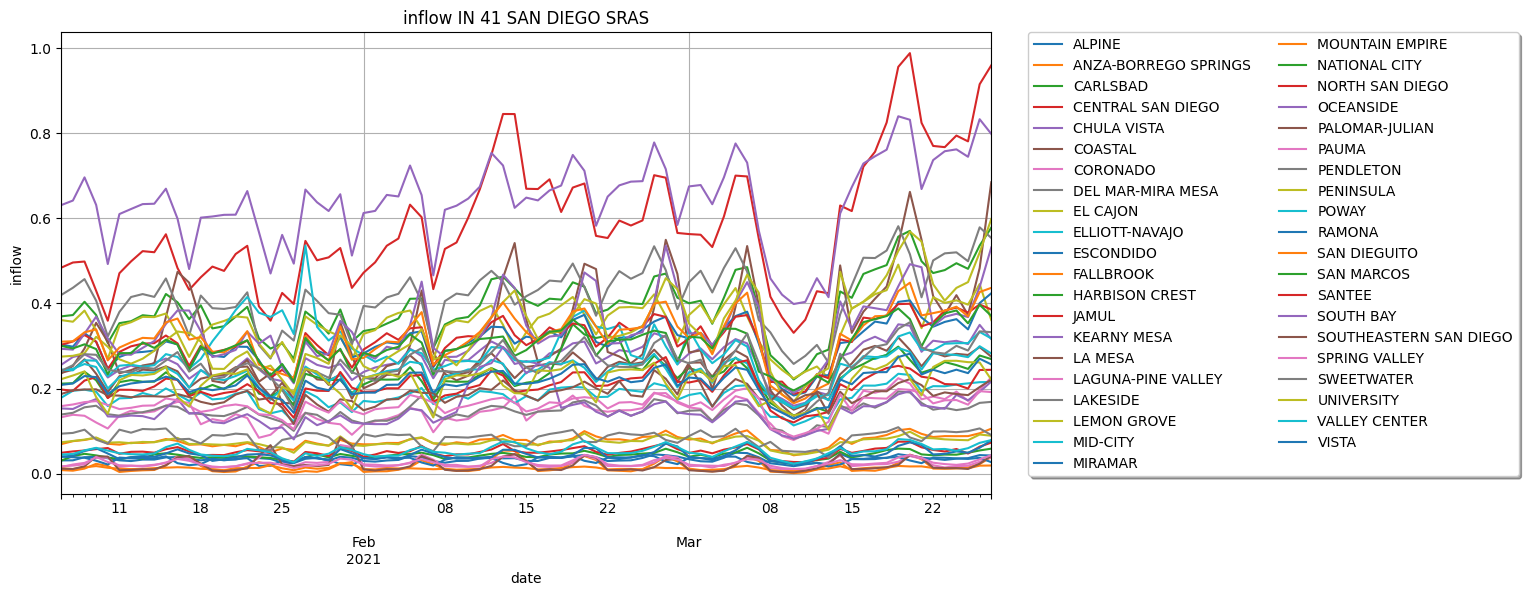 inflow IN 41 SAN DIEGO SRAS
1.0
0.8
0.6
0.4
0.2
0.0
inflow
11
18
25
08
15
22
08
15
22
Feb
2021
Mar
date
ALPINE
ANZA-BORREGO SPRINGS
CARLSBAD
CENTRAL SAN DIEGO
CHULA VISTA
COASTAL
CORONADO
DEL MAR-MIRA MESA
EL CAJON
ELLIOTT-NAVAJO
ESCONDIDO
FALLBROOK
HARBISON CREST
JAMUL
KEARNY MESA
LA MESA
LAGUNA-PINE VALLEY
LAKESIDE
LEMON GROVE
MID-CITY
MIRAMAR
MOUNTAIN EMPIRE
NATIONAL CITY
NORTH SAN DIEGO
OCEANSIDE
PALOMAR-JULIAN
PAUMA
PENDLETON
PENINSULA
POWAY
RAMONA
SAN DIEGUITO
SAN MARCOS
SANTEE
SOUTH BAY
SOUTHEASTERN SAN DIEGO
SPRING VALLEY
SWEETWATER
UNIVERSITY
VALLEY CENTER
VISTA